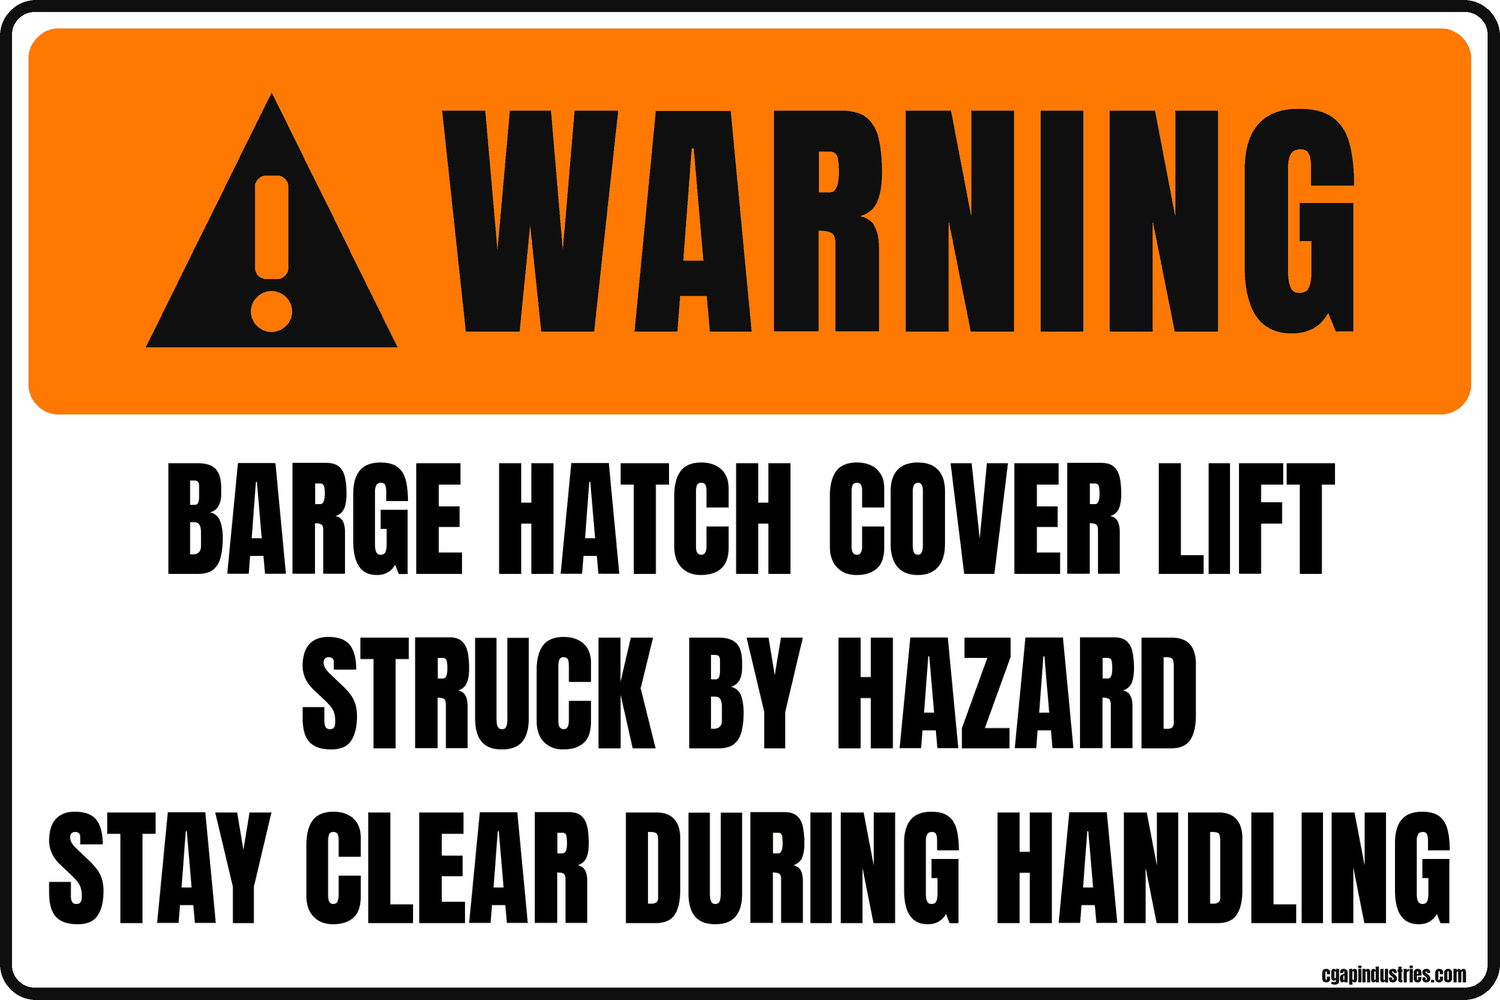 WARNING
BARGE HATCH COVER LIFT
STRUCK BY HAZARD
STAY CLEAR DURING HANDLING
cgapindustries.com